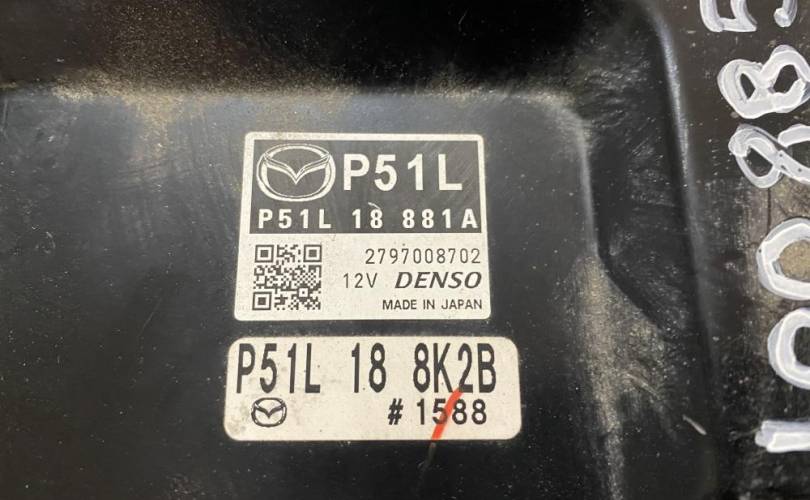 P51L
P51L 18 881A
2797008702
12V DENSO
MADE IN JAPAN
P51L 18 8K2B
#1588